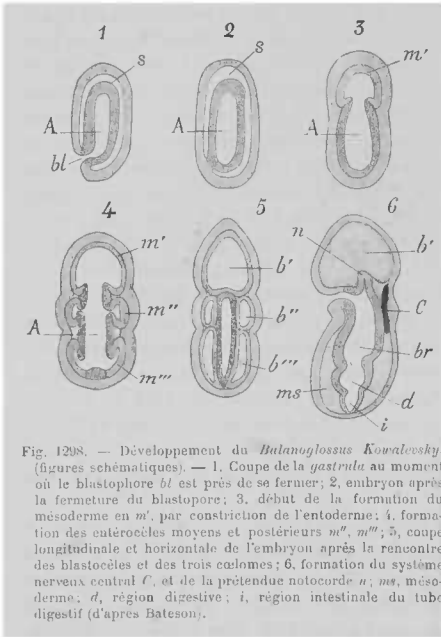 1 2 3
s s m'
A A A
bl
4 5 6
m' b' n b'
m" b" C
A br
m''' b''' ms d
i
Fig. 1298. — Développement du Balanoglossus Kowalevsky
(figures schématiques). — 1. Coupe de la gastrula au moment
où le blastophore bl est près de se fermer; 2, embryon après
la fermeture du blastopore; 3. début de la formation du
mésoderme en m', par constriction de l'entoderme; 4. forma-
tion des entérocèles moyens et postérieurs m", m'''; 5, coupe
longitudinale et horizontale de l'embryon après la rencontre
des blastocèles et des trois cœlomes; 6, formation du système
nerveux central C, et de la prétendue notocorde n; ms, méso-
derme; d, région digestive; i, région intestinale du tube
digestif (d'après Bateson).